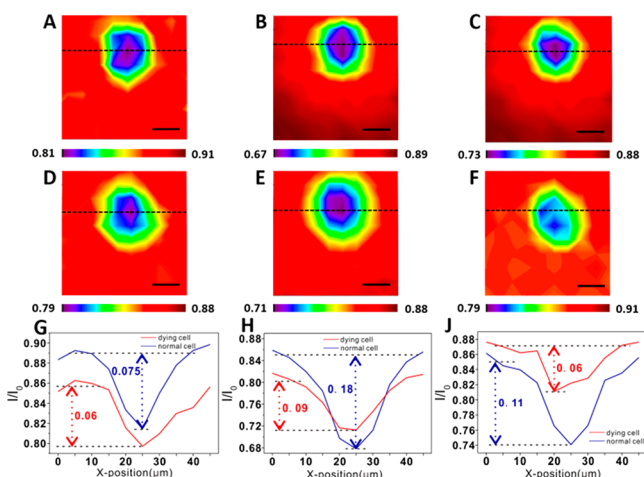 A B C
0.81 0.91 0.67 0.89 0.73 0.88
D E F
0.79 0.88 0.71 0.88 0.79 0.91
G H J
dying cell
normal cell
0.90
0.88
0.86
0.84
0.82
0.80
I/I0
0.075
0.06
0 10 20 30 40
X-position(μm)
dying cell
normal cell
0.88
0.84
0.80
0.76
0.72
0.68
I/I0
0.18
0.09
0 10 20 30 40
X-position(μm)
dying cell
normal cell
0.88
0.86
0.84
0.82
0.80
0.78
0.76
0.74
I/I0
0.06
0.11
0 10 20 30 40
X-position(μm)